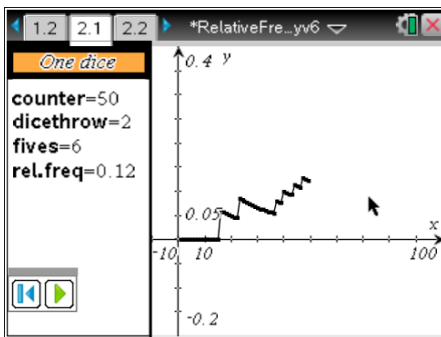 1.2 2.1 2.2 *RelativeFre...yv6
One dice
counter=50
dicethrow=2
fives=6
rel.freq=0.12
0.4 y
0.05
x
-10 10 100
-0.2